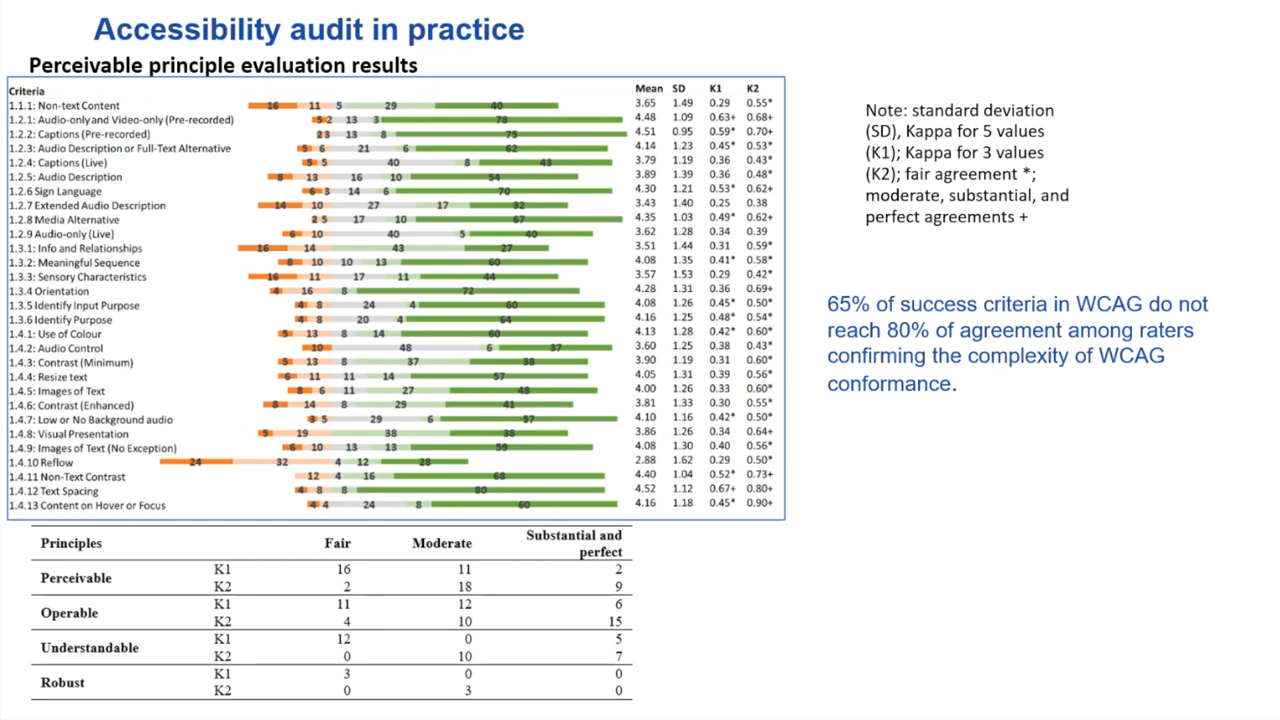 Accessibility audit in practice
Perceivable principle evaluation results
Criteria Mean SD K1 K2
1.1.1: Non-text Content 16 11 5 29 40 3.65 1.49 0.29 0.55*
1.2.1: Audio-only and Video-only (Pre-recorded) 5 2 13 3 78 4.48 1.09 0.63+ 0.68+
1.2.2: Captions (Pre-recorded) 2 3 13 8 75 4.51 0.95 0.59* 0.70+
1.2.3: Audio Description or Full-Text Alternative 5 6 21 6 62 4.14 1.23 0.45* 0.53*
1.2.4: Captions (Live) 5 5 40 8 43 3.79 1.19 0.36 0.43*
1.2.5: Audio Description 8 13 16 10 54 3.89 1.39 0.36 0.48*
1.2.6 Sign Language 6 3 14 6 70 4.30 1.21 0.53* 0.62+
1.2.7 Extended Audio Description 14 10 27 17 32 3.43 1.40 0.25 0.38
1.2.8 Media Alternative 2 5 17 10 67 4.35 1.03 0.49* 0.62+
1.2.9 Audio-only (Live) 6 10 40 5 40 3.62 1.28 0.34 0.39
1.3.1: Info and Relationships 16 14 43 27 3.51 1.44 0.31 0.59*
1.3.2: Meaningful Sequence 8 10 10 13 60 4.08 1.35 0.41* 0.58*
1.3.3: Sensory Characteristics 16 11 17 11 44 3.57 1.53 0.29 0.42*
1.3.4 Orientation 4 16 8 72 4.28 1.31 0.36 0.69+
1.3.5 Identify Input Purpose 4 8 24 4 60 4.08 1.26 0.45* 0.50*
1.3.6 Identify Purpose 4 8 20 4 64 4.16 1.25 0.48* 0.54*
1.4.1: Use of Colour 5 13 8 14 60 4.13 1.28 0.42* 0.60*
1.4.2: Audio Control 10 48 6 37 3.60 1.25 0.38 0.43*
1.4.3: Contrast (Minimum) 5 13 8 37 38 3.90 1.19 0.31 0.60*
1.4.4: Resize text 6 11 11 14 57 4.05 1.31 0.39 0.56*
1.4.5: Images of Text 8 6 11 27 48 4.00 1.26 0.33 0.60*
1.4.6: Contrast (Enhanced) 8 14 8 29 41 3.81 1.33 0.30 0.55*
1.4.7: Low or No Background audio 3 5 29 6 57 4.10 1.16 0.42* 0.50*
1.4.8: Visual Presentation 5 19 38 38 3.86 1.26 0.34 0.64+
1.4.9: Images of Text (No Exception) 6 10 13 13 59 4.08 1.30 0.40 0.56*
1.4.10 Reflow 24 32 4 12 28 2.88 1.62 0.29 0.50*
1.4.11 Non-Text Contrast 12 4 16 68 4.40 1.04 0.52* 0.73+
1.4.12 Text Spacing 4 8 8 80 4.52 1.12 0.67+ 0.80+
1.4.13 Content on Hover or Focus 4 4 24 8 60 4.16 1.18 0.45* 0.90+
Note: standard deviation
(SD), Kappa for 5 values
(K1); Kappa for 3 values
(K2); fair agreement *;
moderate, substantial, and
perfect agreements +
65% of success criteria in WCAG do not
reach 80% of agreement among raters
confirming the complexity of WCAG
conformance.
Principles Fair Moderate Substantial and
perfect
Perceivable K1 16 11 2
K2 2 18 9
Operable K1 11 12 6
K2 4 10 15
Understandable K1 12 0 5
K2 0 10 7
Robust K1 3 0 0
K2 0 3 0